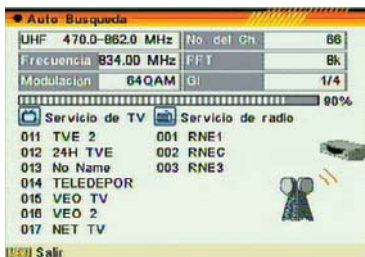 Auto Busqueda
UHF 470.0-862.0 MHz No. del Ch. 66
Frecuencia 834.00 MHz FFT 8k
Modulación 64QAM GI 1/4
90%
Servicio de TV Servicio de radio
011 TVE 2 001 RNE1
012 24H TVE 002 RNEC
013 No Name 003 RNE3
014 TELEDEPOR
015 VEO TV
016 VEO 2
017 NET TV
Salir